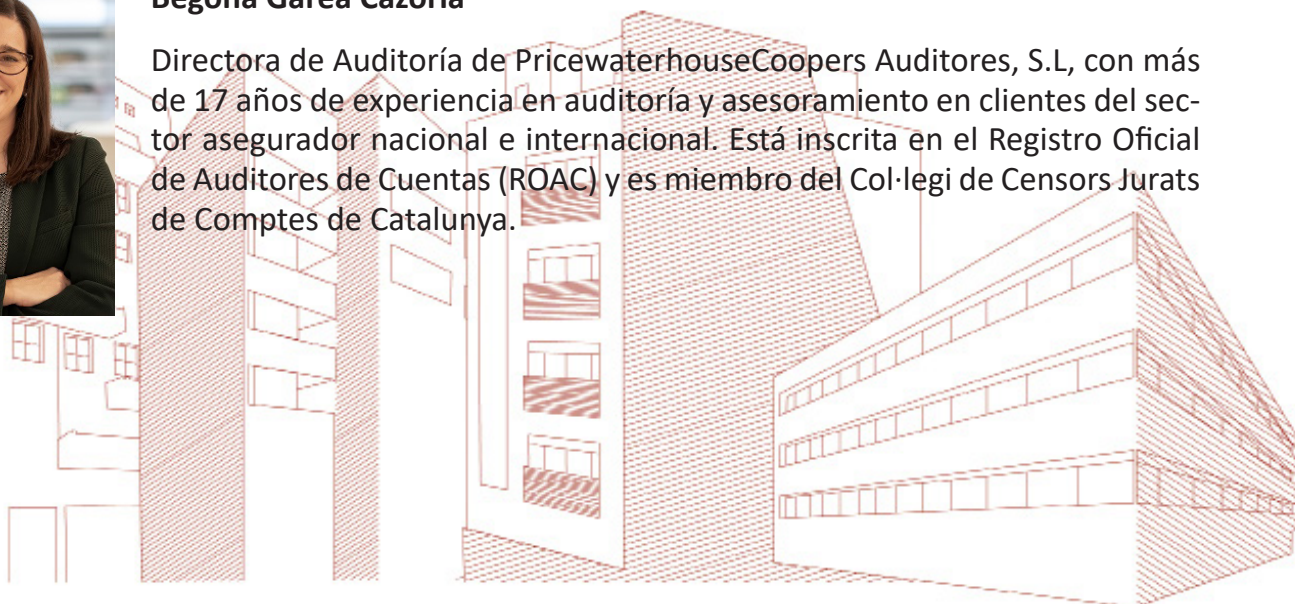 Begoña Garea Cazorla
Directora de Auditoría de PricewaterhouseCoopers Auditores, S.L, con más
de 17 años de experiencia en auditoría y asesoramiento en clientes del sec-
tor asegurador nacional e internacional. Está inscrita en el Registro Oficial
de Auditores de Cuentas (ROAC) y es miembro del Col·legi de Censors Jurats
de Comptes de Catalunya.